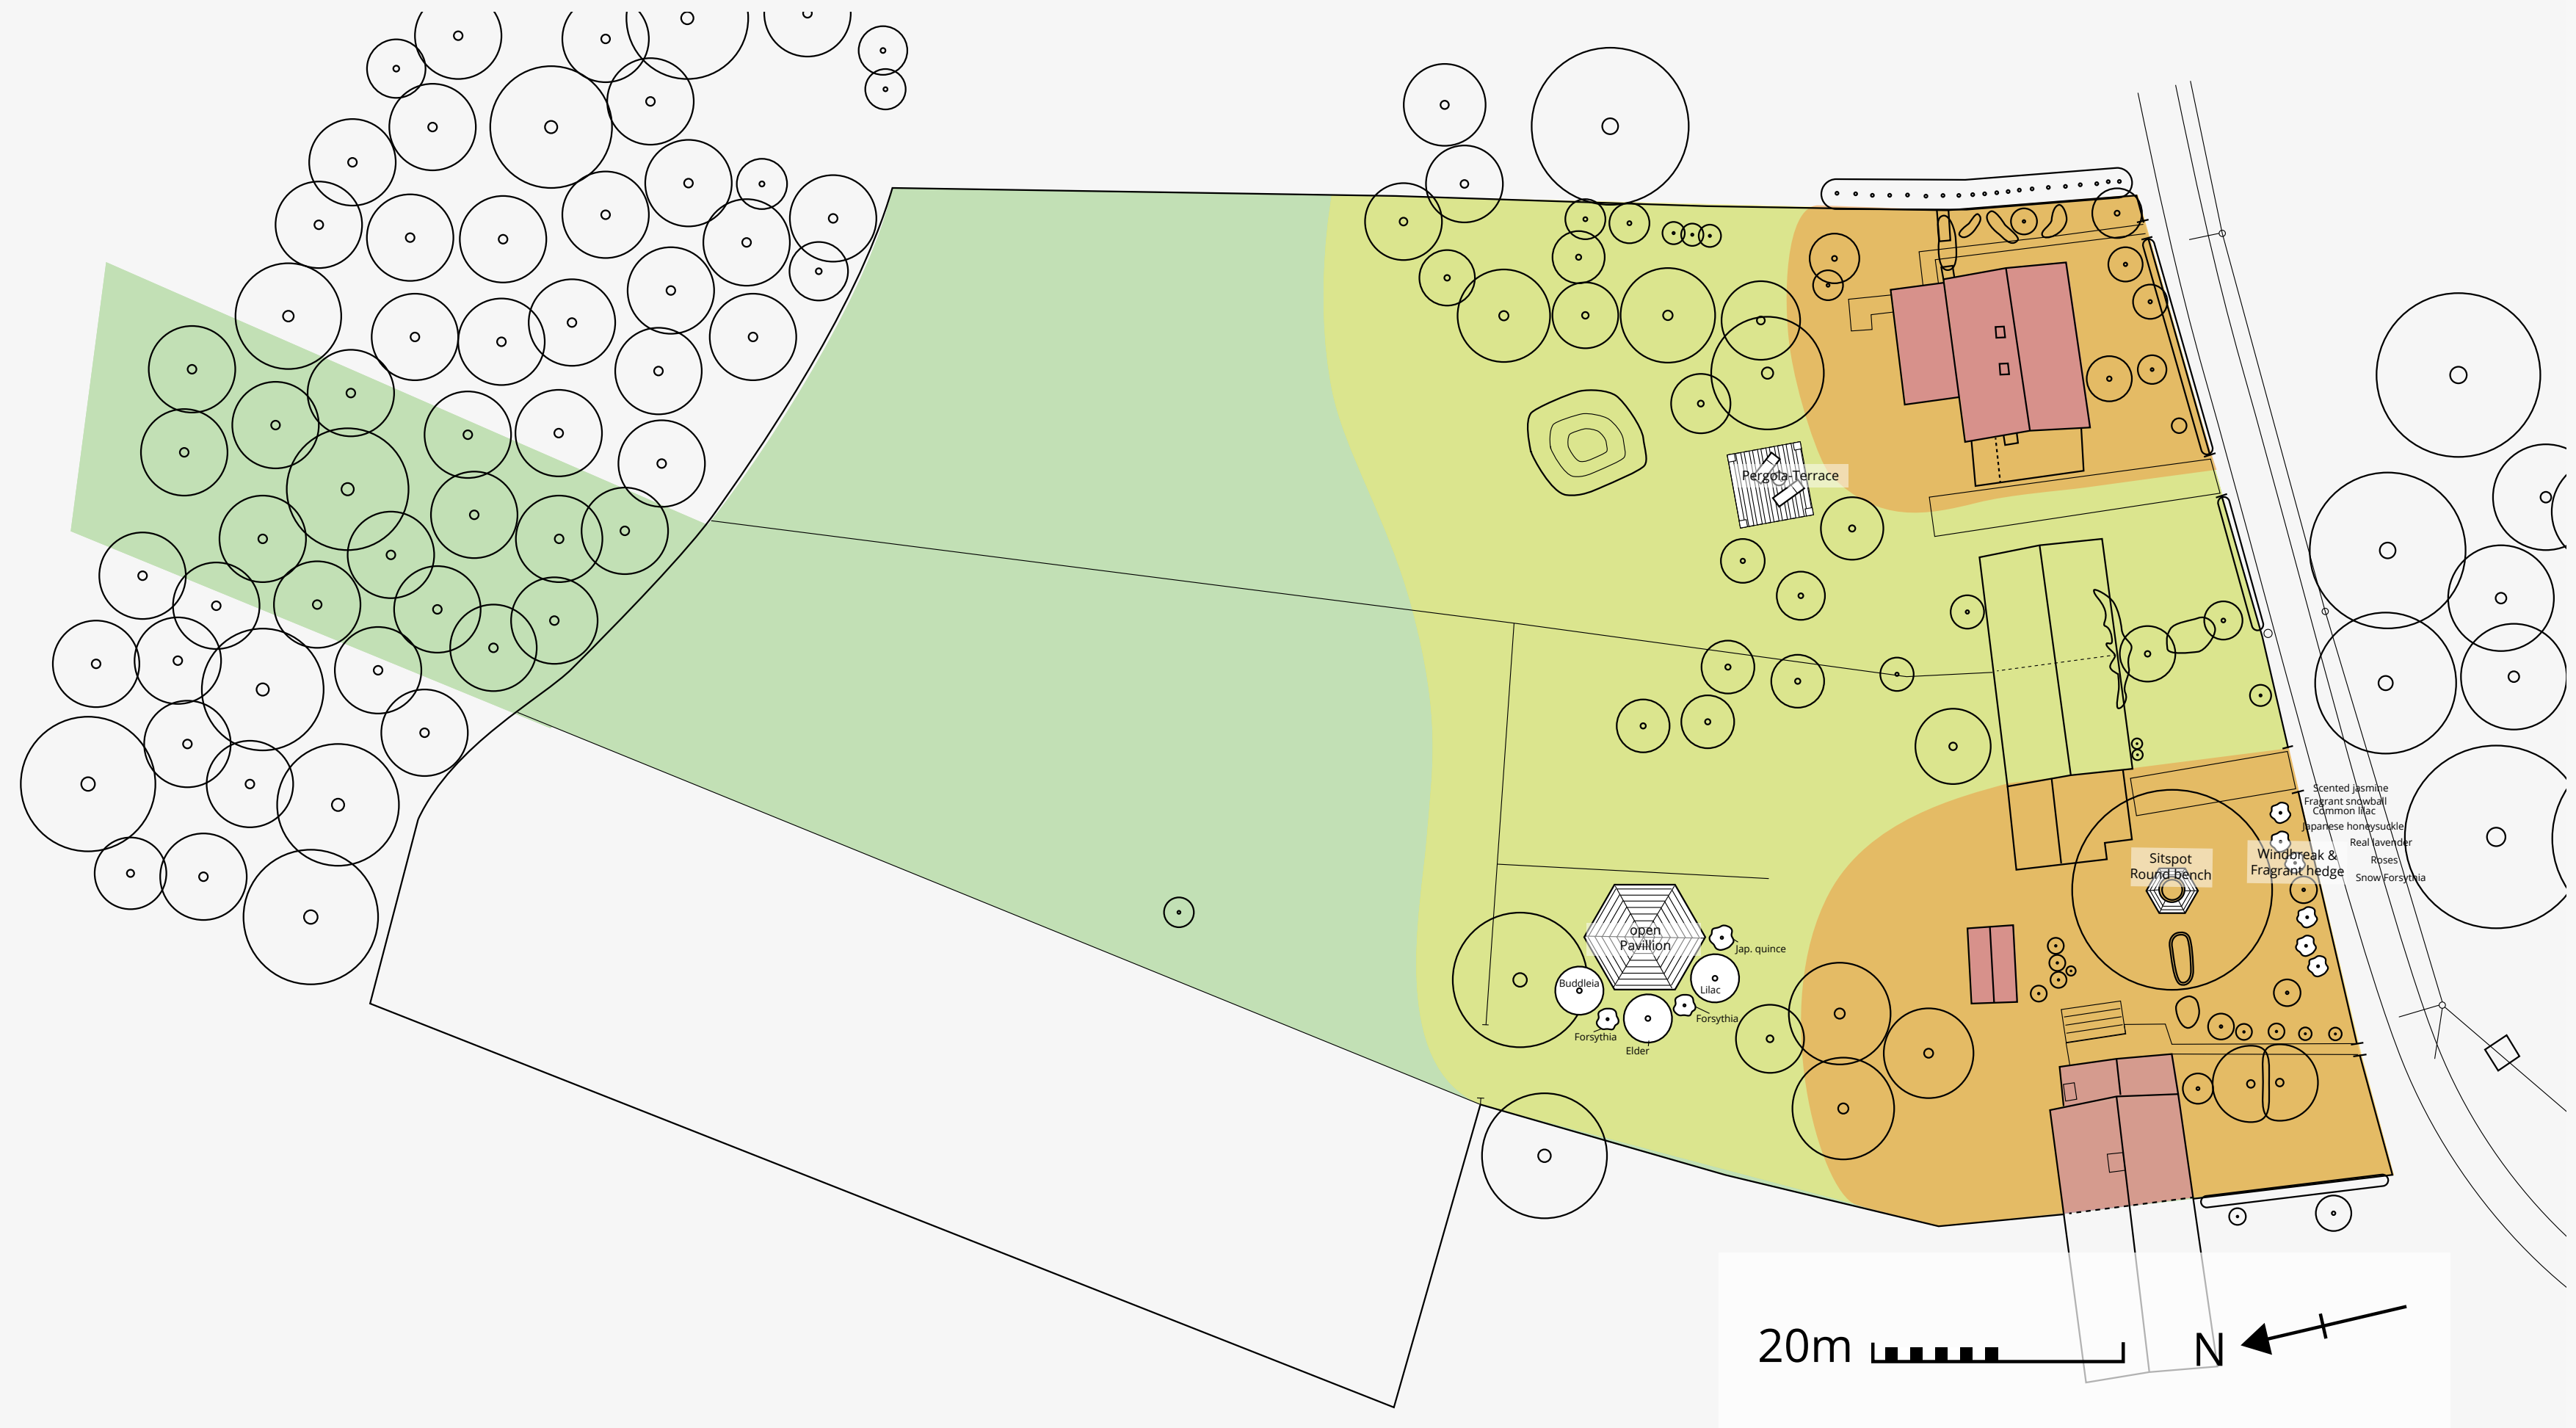 Pergola-Terrace
Scented jasmine
Fragrant snowball
Common lilac
Japanese honeysuckle
Real lavender
Roses
Snow Forsythia
Windbreak &
Fragrant hedge
Sitspot
Round bench
open
Pavillion
Jap. quince
Buddleia
Lilac
Forsythia
Forsythia
Elder
20m
N